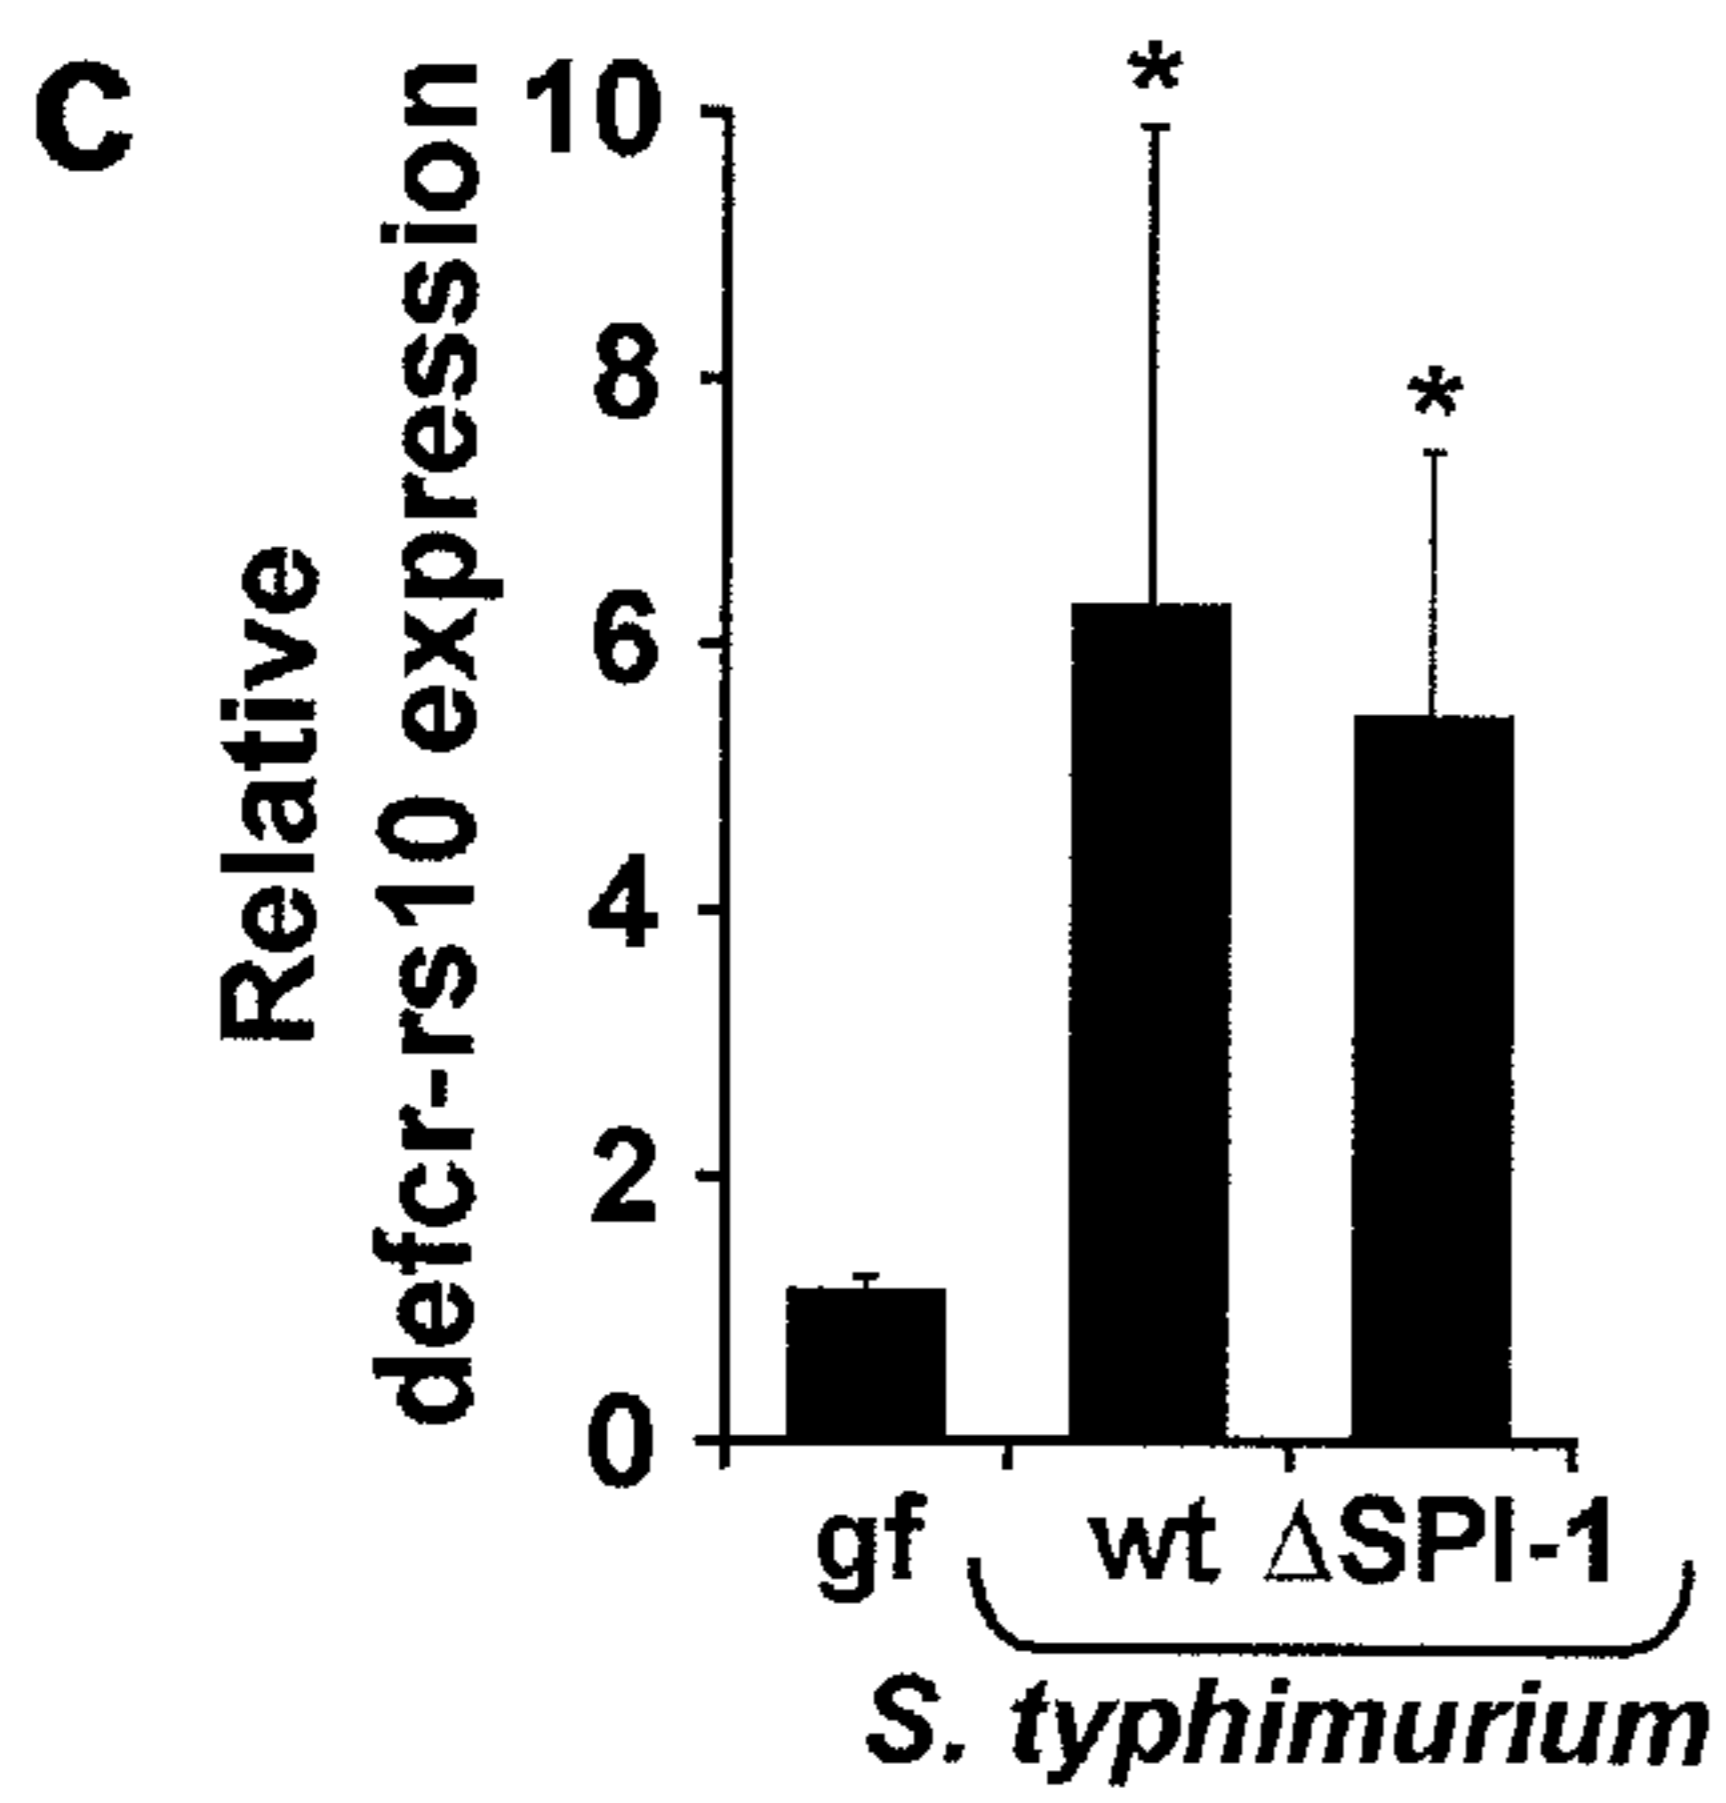 C
Relative
defcr-rs10 expression
10
8
6
4
2
0
*
*
gf wt ΔSPI-1
S. typhimurium